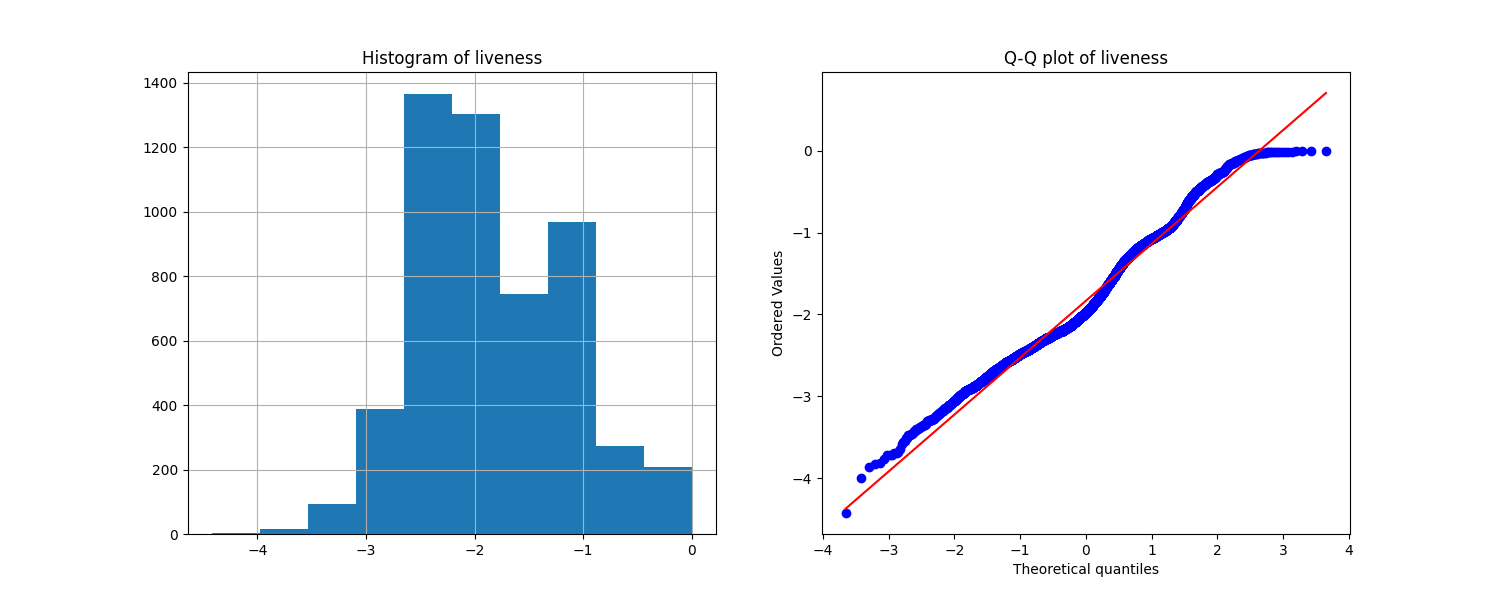 Histogram of liveness
1400
1200
1000
800
600
400
200
0
−4 −3 −2 −1 0
Q-Q plot of liveness
Ordered Values
0
−1
−2
−3
−4
−4 −3 −2 −1 0 1 2 3 4
Theoretical quantiles